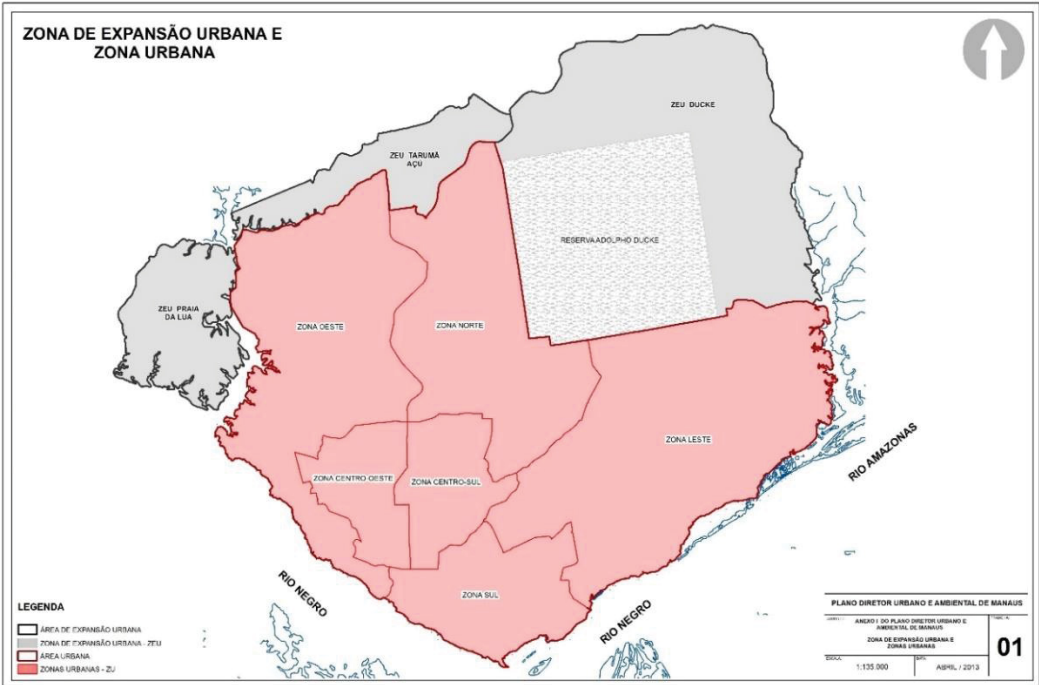 ZONA DE EXPANSÃO URBANA E
ZONA URBANA
ZEU DUCKE
ZEU TARUMÃ
AÇÚ
RESERVA ADOLPHO DUCKE
ZEU PRAIA
DA LUA
ZONA OESTE
ZONA NORTE
ZONA LESTE
ZONA CENTRO-OESTE
ZONA CENTRO-SUL
ZONA SUL
RIO AMAZONAS
RIO NEGRO
RIO NEGRO
LEGENDA
ÁREA DE EXPANSÃO URBANA
ZONA DE EXPANSÃO URBANA - ZEU
ÁREA URBANA
ZONAS URBANAS - ZU
PLANO DIRETOR URBANO E AMBIENTAL DE MANAUS
ANEXO I DO PLANO DIRETOR URBANO E
AMBIENTAL DE MANAUS
ZONA DE EXPANSÃO URBANA E
ZONAS URBANAS
01
ESCALA
1:135.000
DATA
ABRIL / 2013